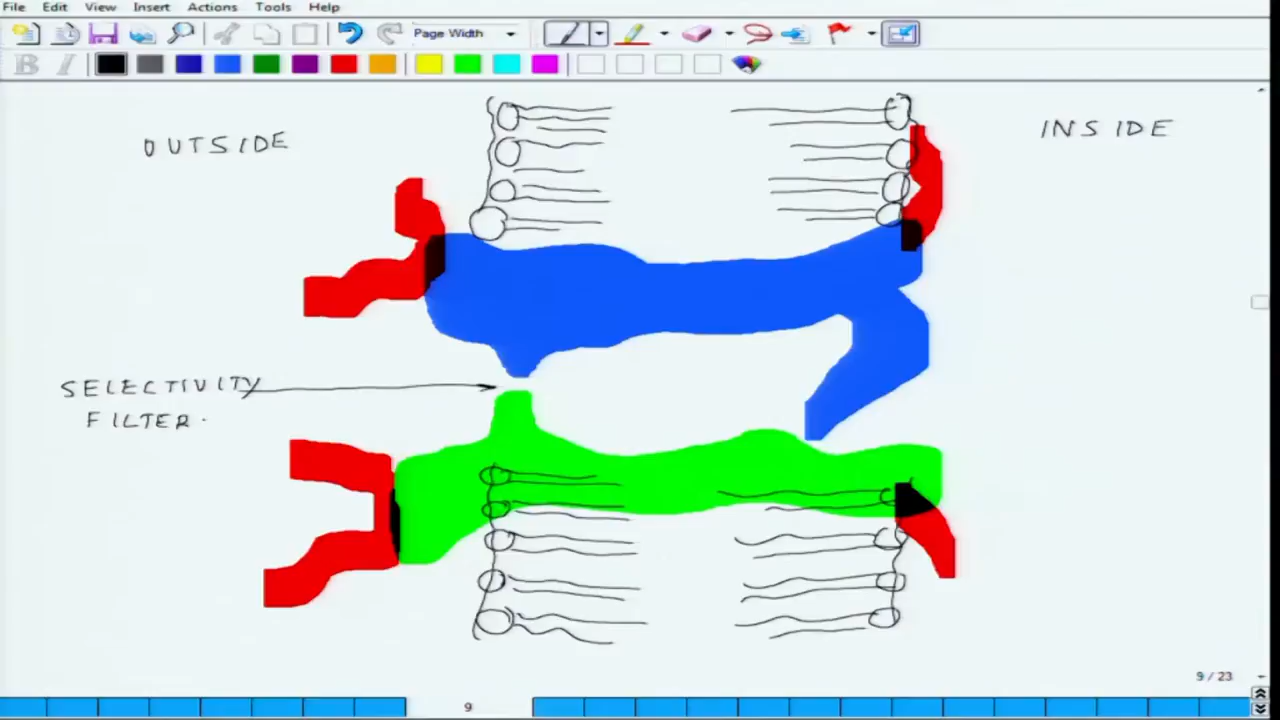 File Edit View Insert Actions Tools Help
Page Width
B I
OUTSIDE
INSIDE
SELECTIVITY
FILTER.
9 / 23
9